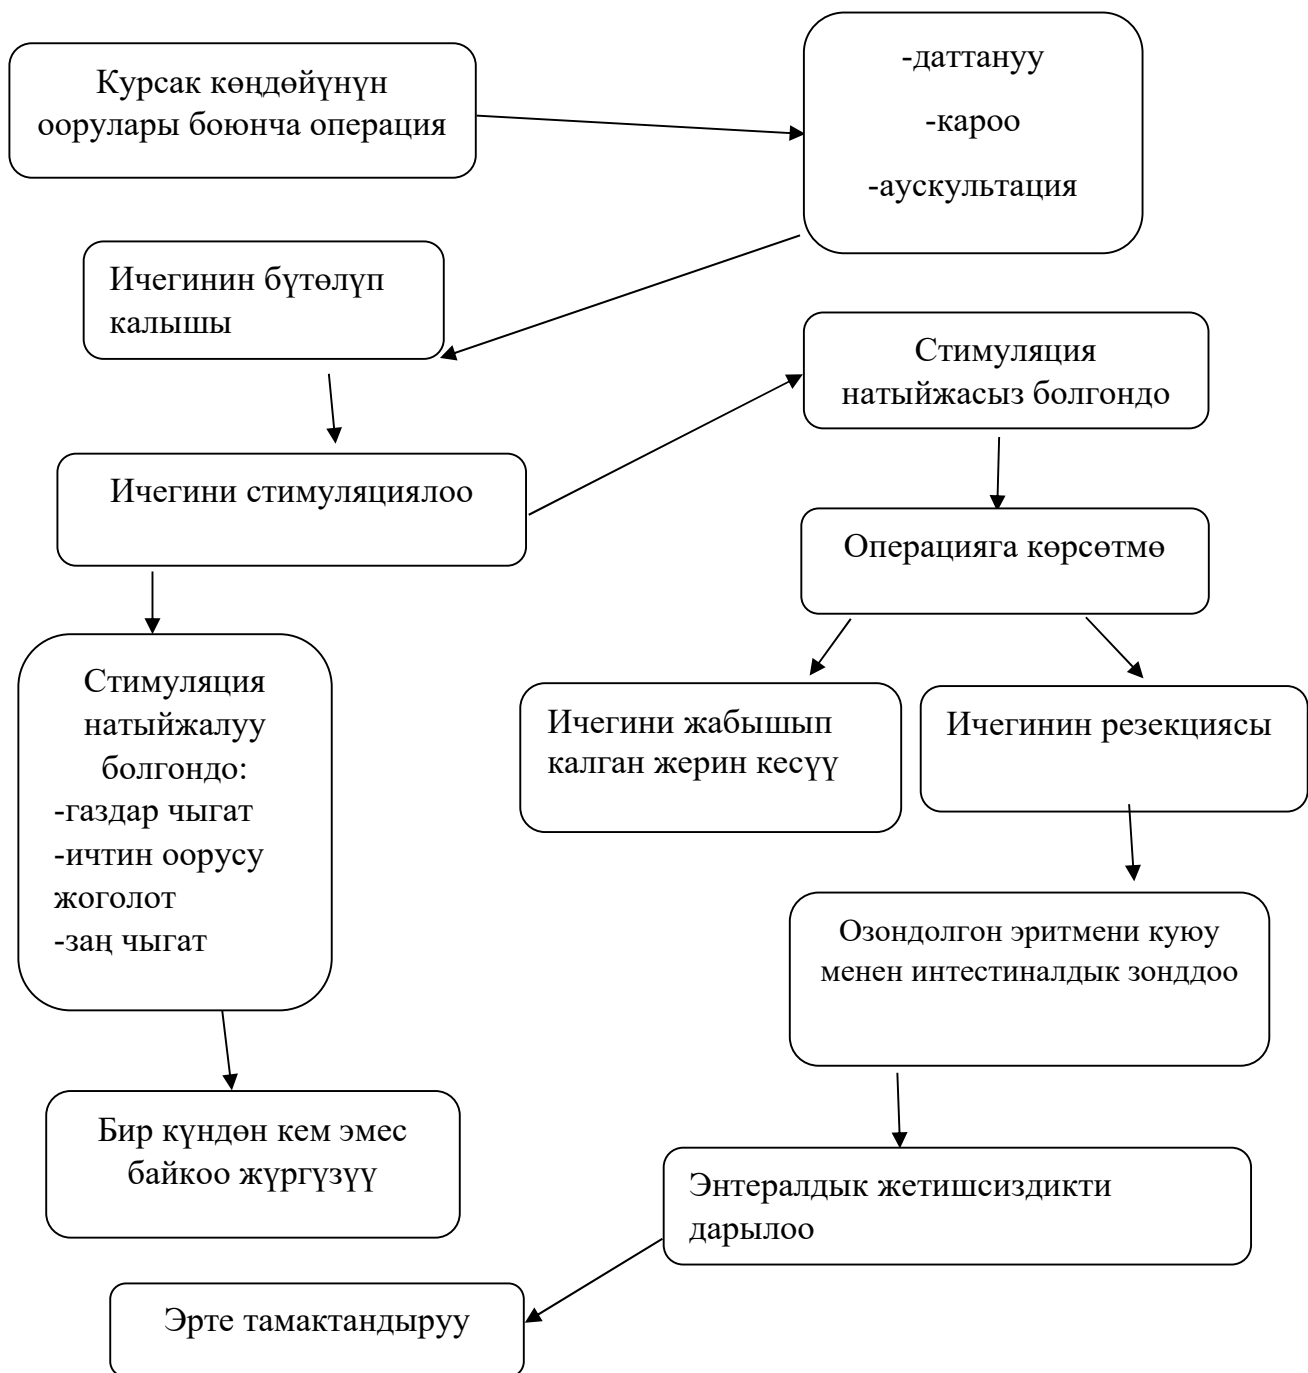 Курсак көңдөйүнүн
оорулары боюнча операция
-даттануу
-кароо
-аускультация
Ичегинин бүтөлүп
калышы
Стимуляция
натыйжасыз болгондо
Ичегини стимуляциялоо
Операцияга көрсөтмө
Стимуляция
натыйжалуу
болгондо:
-газдар чыгат
-ичтин оорусу
жоголот
-заң чыгат
Ичегини жабышып
калган жерин кесүү
Ичегинин резекциясы
Озондолгон эритмени куюу
менен интестиналдык зонддоо
Бир күндөн кем эмес
байкоо жүргүзүү
Энтералдык жетишсиздикти
дарылоо
Эрте тамактандыруу